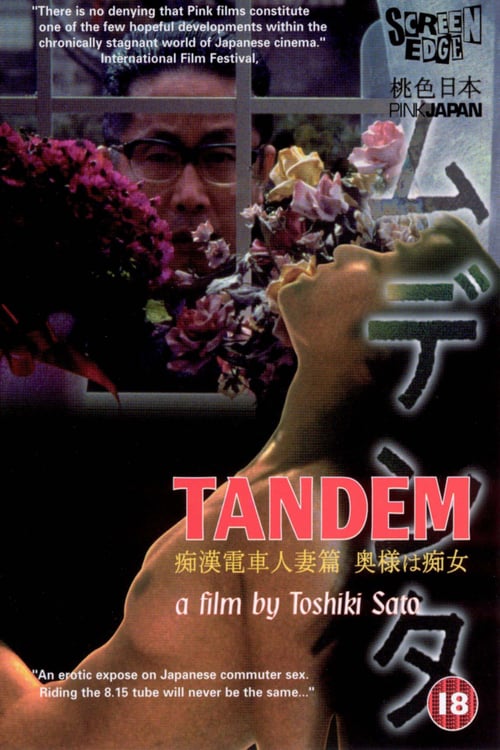 "There is no denying that Pink films constitute
one of the few hopeful developments within the
chronically stagnant world of Japanese cinema."
International Film Festival,
SCREEN
EDGE
桃色日本
PINKJAPAN
タンデム
TANDEM
痴漢電車人妻篇 奥様は痴女
a film by Toshiki Sato
"An erotic expose on Japanese commuter sex.
Riding the 8.15 tube will never be the same..."
18